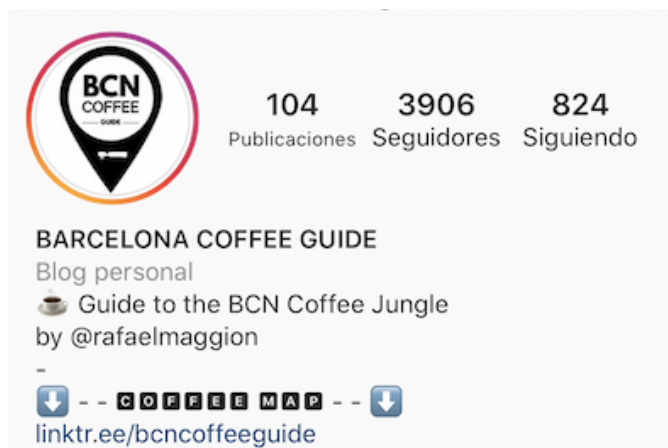 BCN
COFFEE
GUIDE
104 3906 824
Publicaciones Seguidores Siguiendo
BARCELONA COFFEE GUIDE
Blog personal
☕ Guide to the BCN Coffee Jungle
by @rafaelmaggion
-
⬇️ - - COFFEE MAP - - ⬇️
linktr.ee/bcncoffeeguide